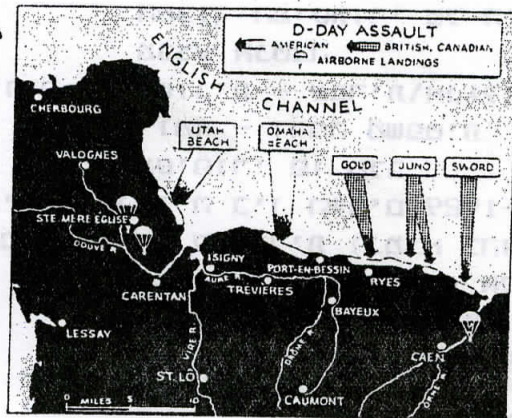 D-DAY ASSAULT
AMERICAN
BRITISH, CANADIAN
AIRBORNE LANDINGS
ENGLISH
CHANNEL
CHERBOURG
UTAH
BEACH
OMAHA
BEACH
GOLD
JUNO
SWORD
VALOGNES
STE. MERE EGLISE
DOUVE R.
ISIGNY
PORT-EN-BESSIN
AURE R.
TREVIERES
RYES
CARENTAN
BAYEUX
LESSAY
VIRE R.
DROME R.
CAEN
ST. LO
CAUMONT
ORNE R.
0 MILES 5